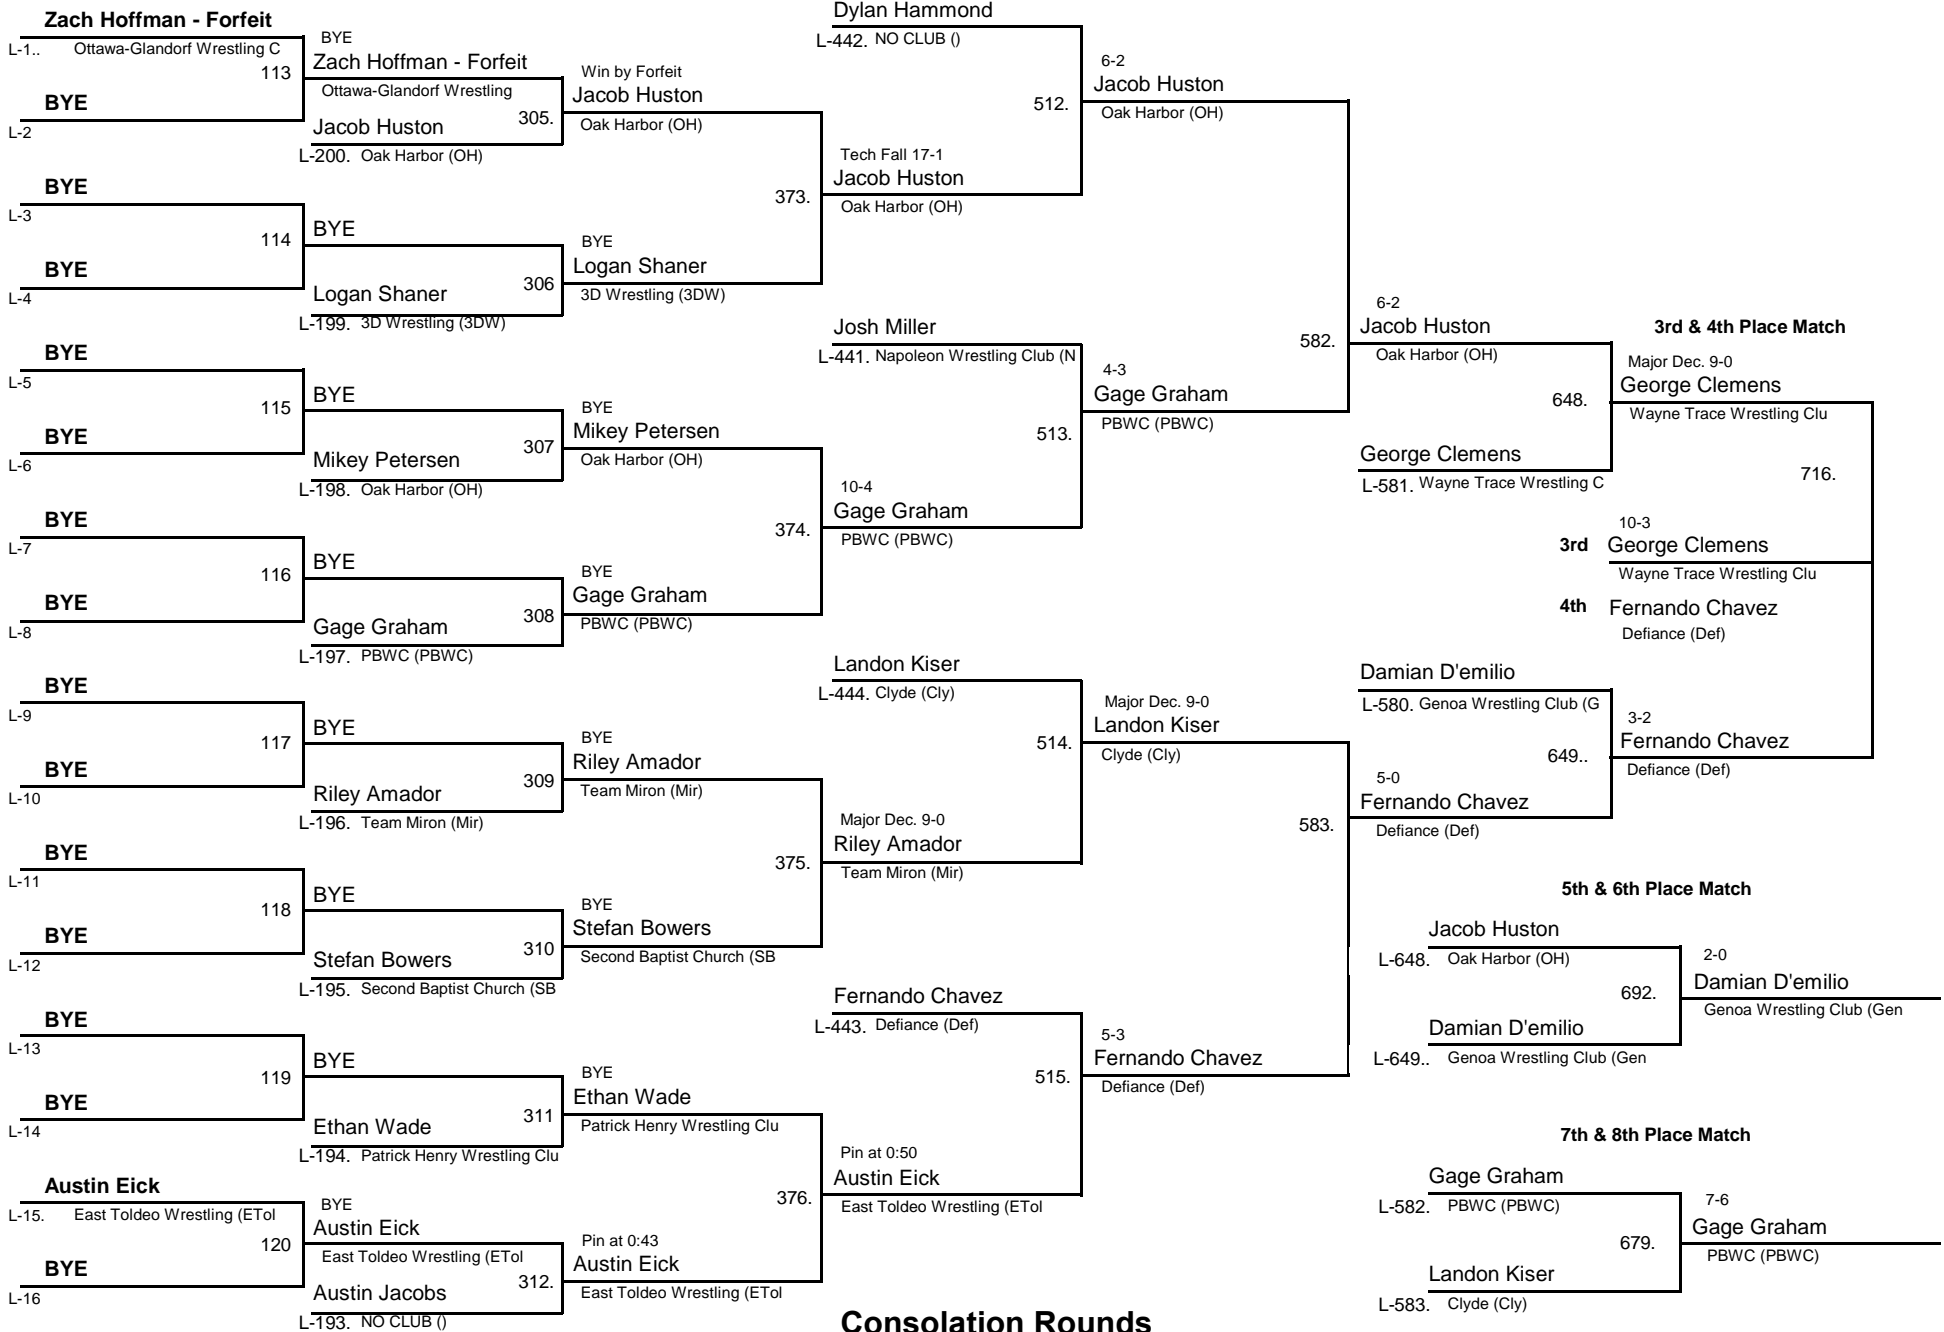 Zach Hoffman - Forfeit
L-1.. Ottawa-Glandorf Wrestling C
113
BYE
L-2
BYE
L-3
114
BYE
L-4
BYE
L-5
115
BYE
L-6
BYE
L-7
116
BYE
L-8
BYE
L-9
117
BYE
L-10
BYE
L-11
118
BYE
L-12
BYE
L-13
119
BYE
L-14
Austin Eick
L-15. East Toldeo Wrestling (ETol
120
BYE
L-16
BYE
Zach Hoffman - Forfeit
Ottawa-Glandorf Wrestling
305.
Jacob Huston
L-200. Oak Harbor (OH)
BYE
306
Logan Shaner
L-199. 3D Wrestling (3DW)
BYE
307
Mikey Petersen
L-198. Oak Harbor (OH)
BYE
308
Gage Graham
L-197. PBWC (PBWC)
BYE
309
Riley Amador
L-196. Team Miron (Mir)
BYE
310
Stefan Bowers
L-195. Second Baptist Church (SB
BYE
311
Ethan Wade
L-194. Patrick Henry Wrestling Clu
BYE
Austin Eick
East Toldeo Wrestling (ETol
312.
Austin Jacobs
L-193. NO CLUB ()
Win by Forfeit
Jacob Huston
Oak Harbor (OH)
373.
BYE
Logan Shaner
3D Wrestling (3DW)
BYE
Mikey Petersen
Oak Harbor (OH)
374.
BYE
Gage Graham
PBWC (PBWC)
BYE
Riley Amador
Team Miron (Mir)
375.
BYE
Stefan Bowers
Second Baptist Church (SB
BYE
Ethan Wade
Patrick Henry Wrestling Clu
376.
Pin at 0:43
Austin Eick
East Toldeo Wrestling (ETol
Dylan Hammond
L-442. NO CLUB ()
512.
Tech Fall 17-1
Jacob Huston
Oak Harbor (OH)
Josh Miller
L-441. Napoleon Wrestling Club (N
513.
10-4
Gage Graham
PBWC (PBWC)
Landon Kiser
L-444. Clyde (Cly)
514.
Major Dec. 9-0
Riley Amador
Team Miron (Mir)
Fernando Chavez
L-443. Defiance (Def)
515.
Pin at 0:50
Austin Eick
East Toldeo Wrestling (ETol
6-2
Jacob Huston
Oak Harbor (OH)
582.
4-3
Gage Graham
PBWC (PBWC)
Major Dec. 9-0
Landon Kiser
Clyde (Cly)
583.
5-3
Fernando Chavez
Defiance (Def)
6-2
Jacob Huston
Oak Harbor (OH)
648.
George Clemens
L-581. Wayne Trace Wrestling C
Damian D'emilio
L-580. Genoa Wrestling Club (G
649..
5-0
Fernando Chavez
Defiance (Def)
3rd & 4th Place Match
Major Dec. 9-0
George Clemens
Wayne Trace Wrestling Clu
716.
10-3
3rd George Clemens
Wayne Trace Wrestling Clu
4th Fernando Chavez
Defiance (Def)
3-2
Fernando Chavez
Defiance (Def)
5th & 6th Place Match
Jacob Huston
L-648. Oak Harbor (OH)
692.
Damian D'emilio
L-649.. Genoa Wrestling Club (Gen
2-0
Damian D'emilio
Genoa Wrestling Club (Gen
7th & 8th Place Match
Gage Graham
L-582. PBWC (PBWC)
679.
Landon Kiser
L-583. Clyde (Cly)
7-6
Gage Graham
PBWC (PBWC)
Consolation Rounds